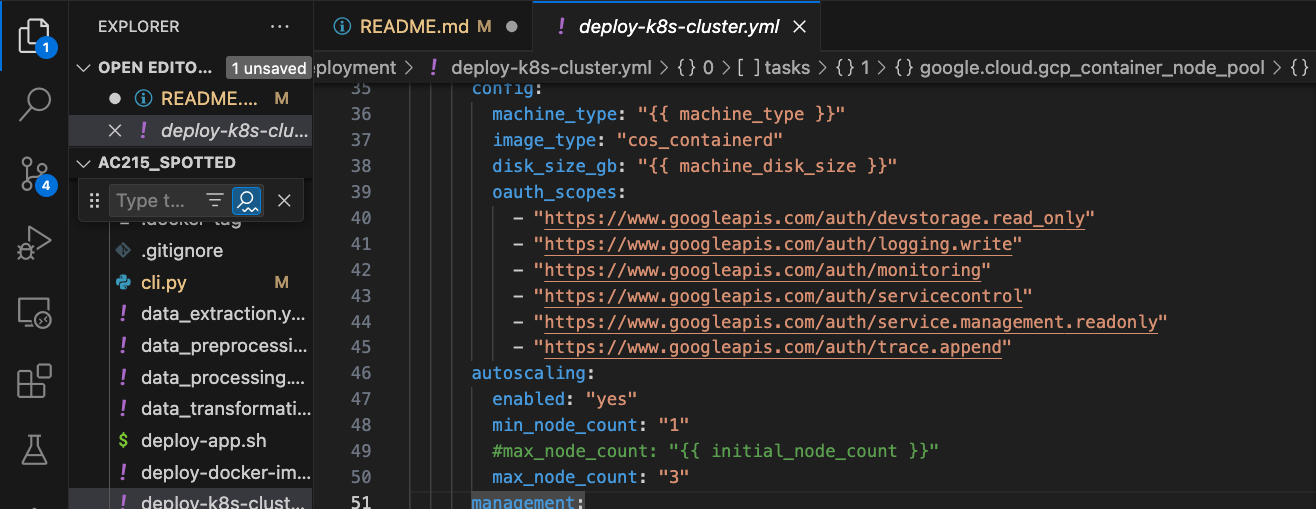 EXPLORER ...
OPEN EDITO... 1 unsaved
README.... M
deploy-k8s-clu...
AC215_SPOTTED
Type t...
.docker-tag
.gitignore
cli.py M
data_extraction.y...
data_preprocessi...
data_processing....
data_transformati...
deploy-app.sh
deploy-docker-im...
deploy-k8s-clust...
1
4
README.md M
deploy-k8s-cluster.yml
eployment > ! deploy-k8s-cluster.yml > {} 0 > [ ] tasks > {} 1 > {} google.cloud.gcp_container_node_pool > {}
35 config:
36 machine_type: "{{ machine_type }}"
37 image_type: "cos_containerd"
38 disk_size_gb: "{{ machine_disk_size }}"
39 oauth_scopes:
40 - "https://www.googleapis.com/auth/devstorage.read_only"
41 - "https://www.googleapis.com/auth/logging.write"
42 - "https://www.googleapis.com/auth/monitoring"
43 - "https://www.googleapis.com/auth/servicecontrol"
44 - "https://www.googleapis.com/auth/service.management.readonly"
45 - "https://www.googleapis.com/auth/trace.append"
46 autoscaling:
47 enabled: "yes"
48 min_node_count: "1"
49 #max_node_count: "{{ initial_node_count }}"
50 max_node_count: "3"
51 management: